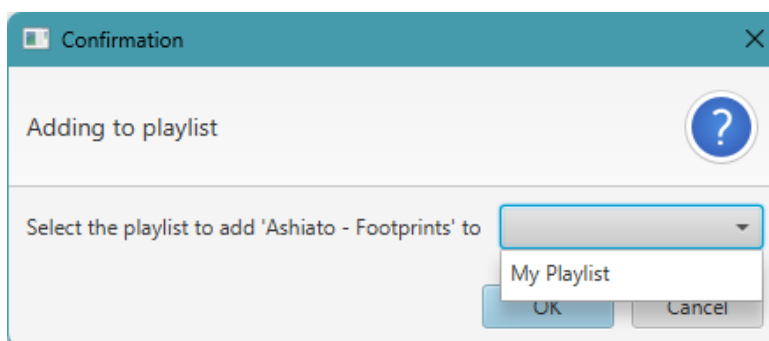 Confirmation
Adding to playlist
?
Select the playlist to add 'Ashiato - Footprints' to
My Playlist
OK
Cancel